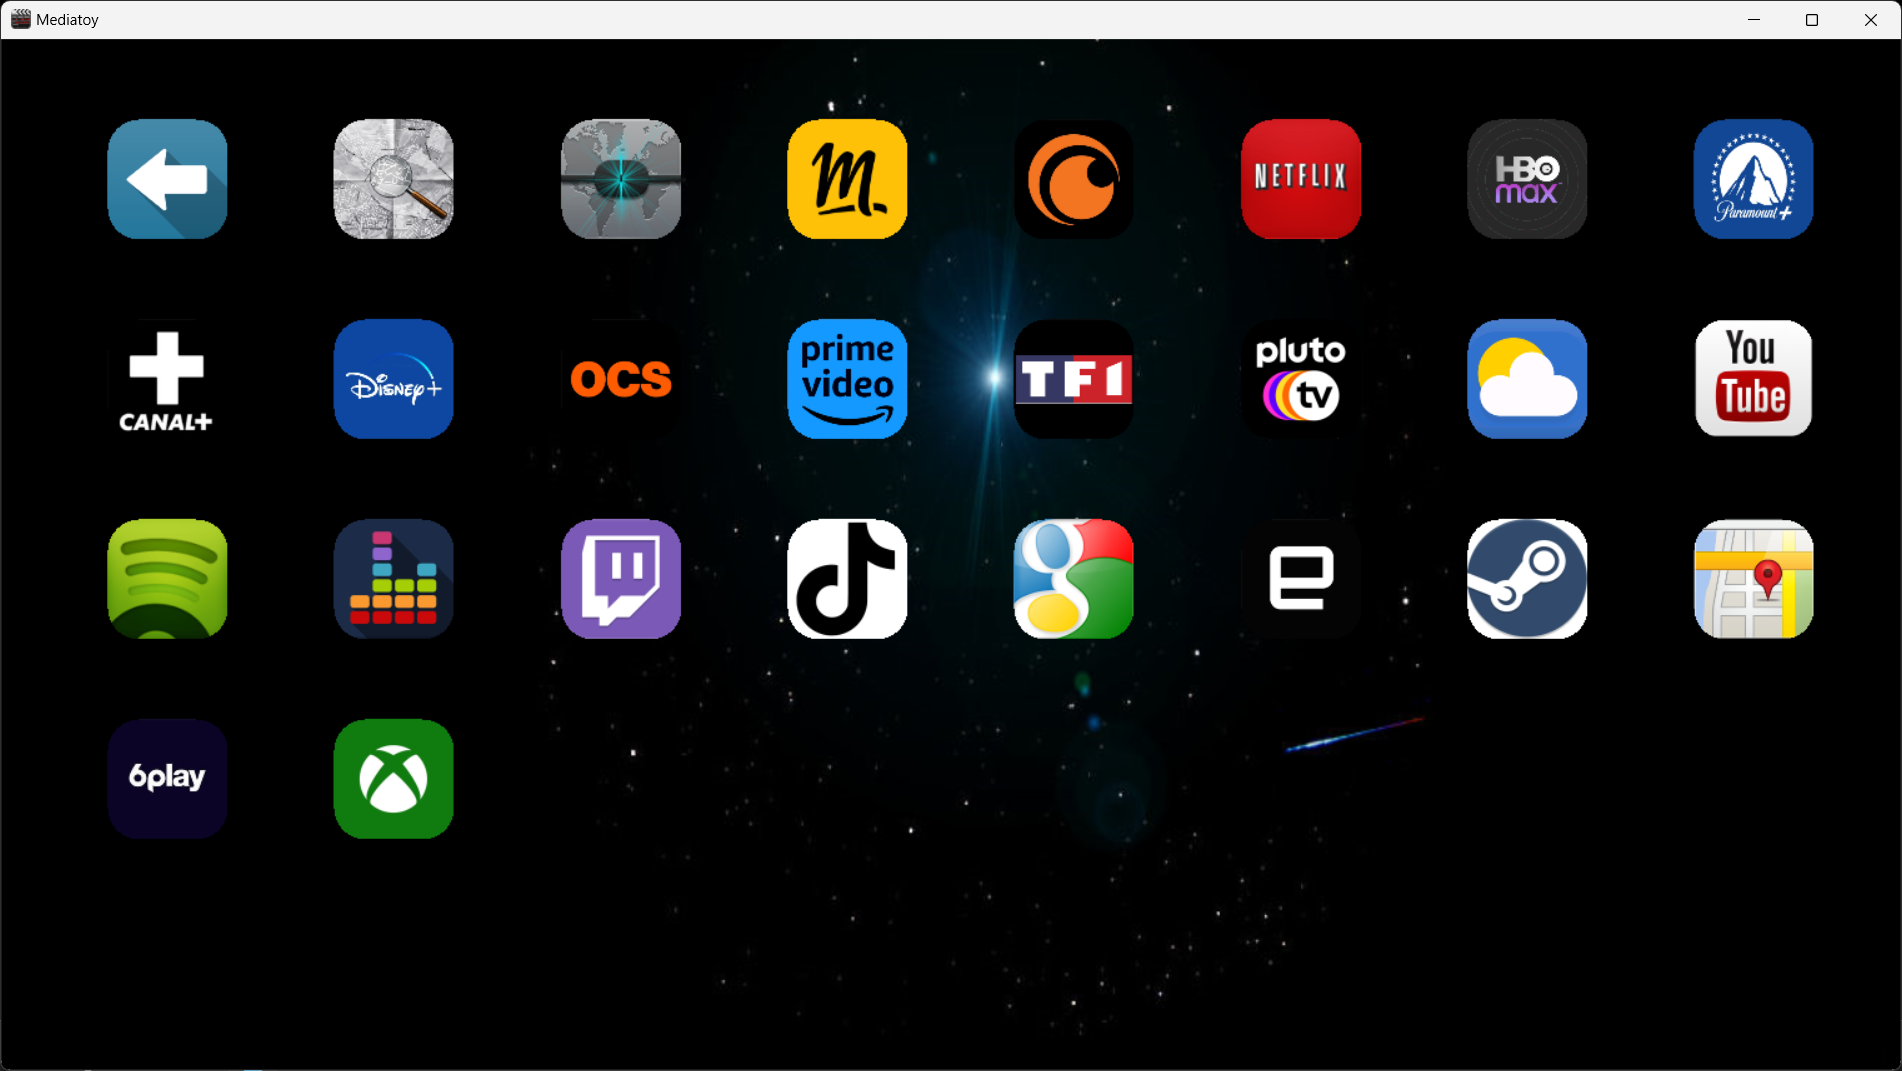 Mediatoy
m.
NETFLIX
HBO
max
Paramount+
CANAL+
Disney+
OCS
prime
video
TF1
pluto
tv
You
Tube
g
e
6play